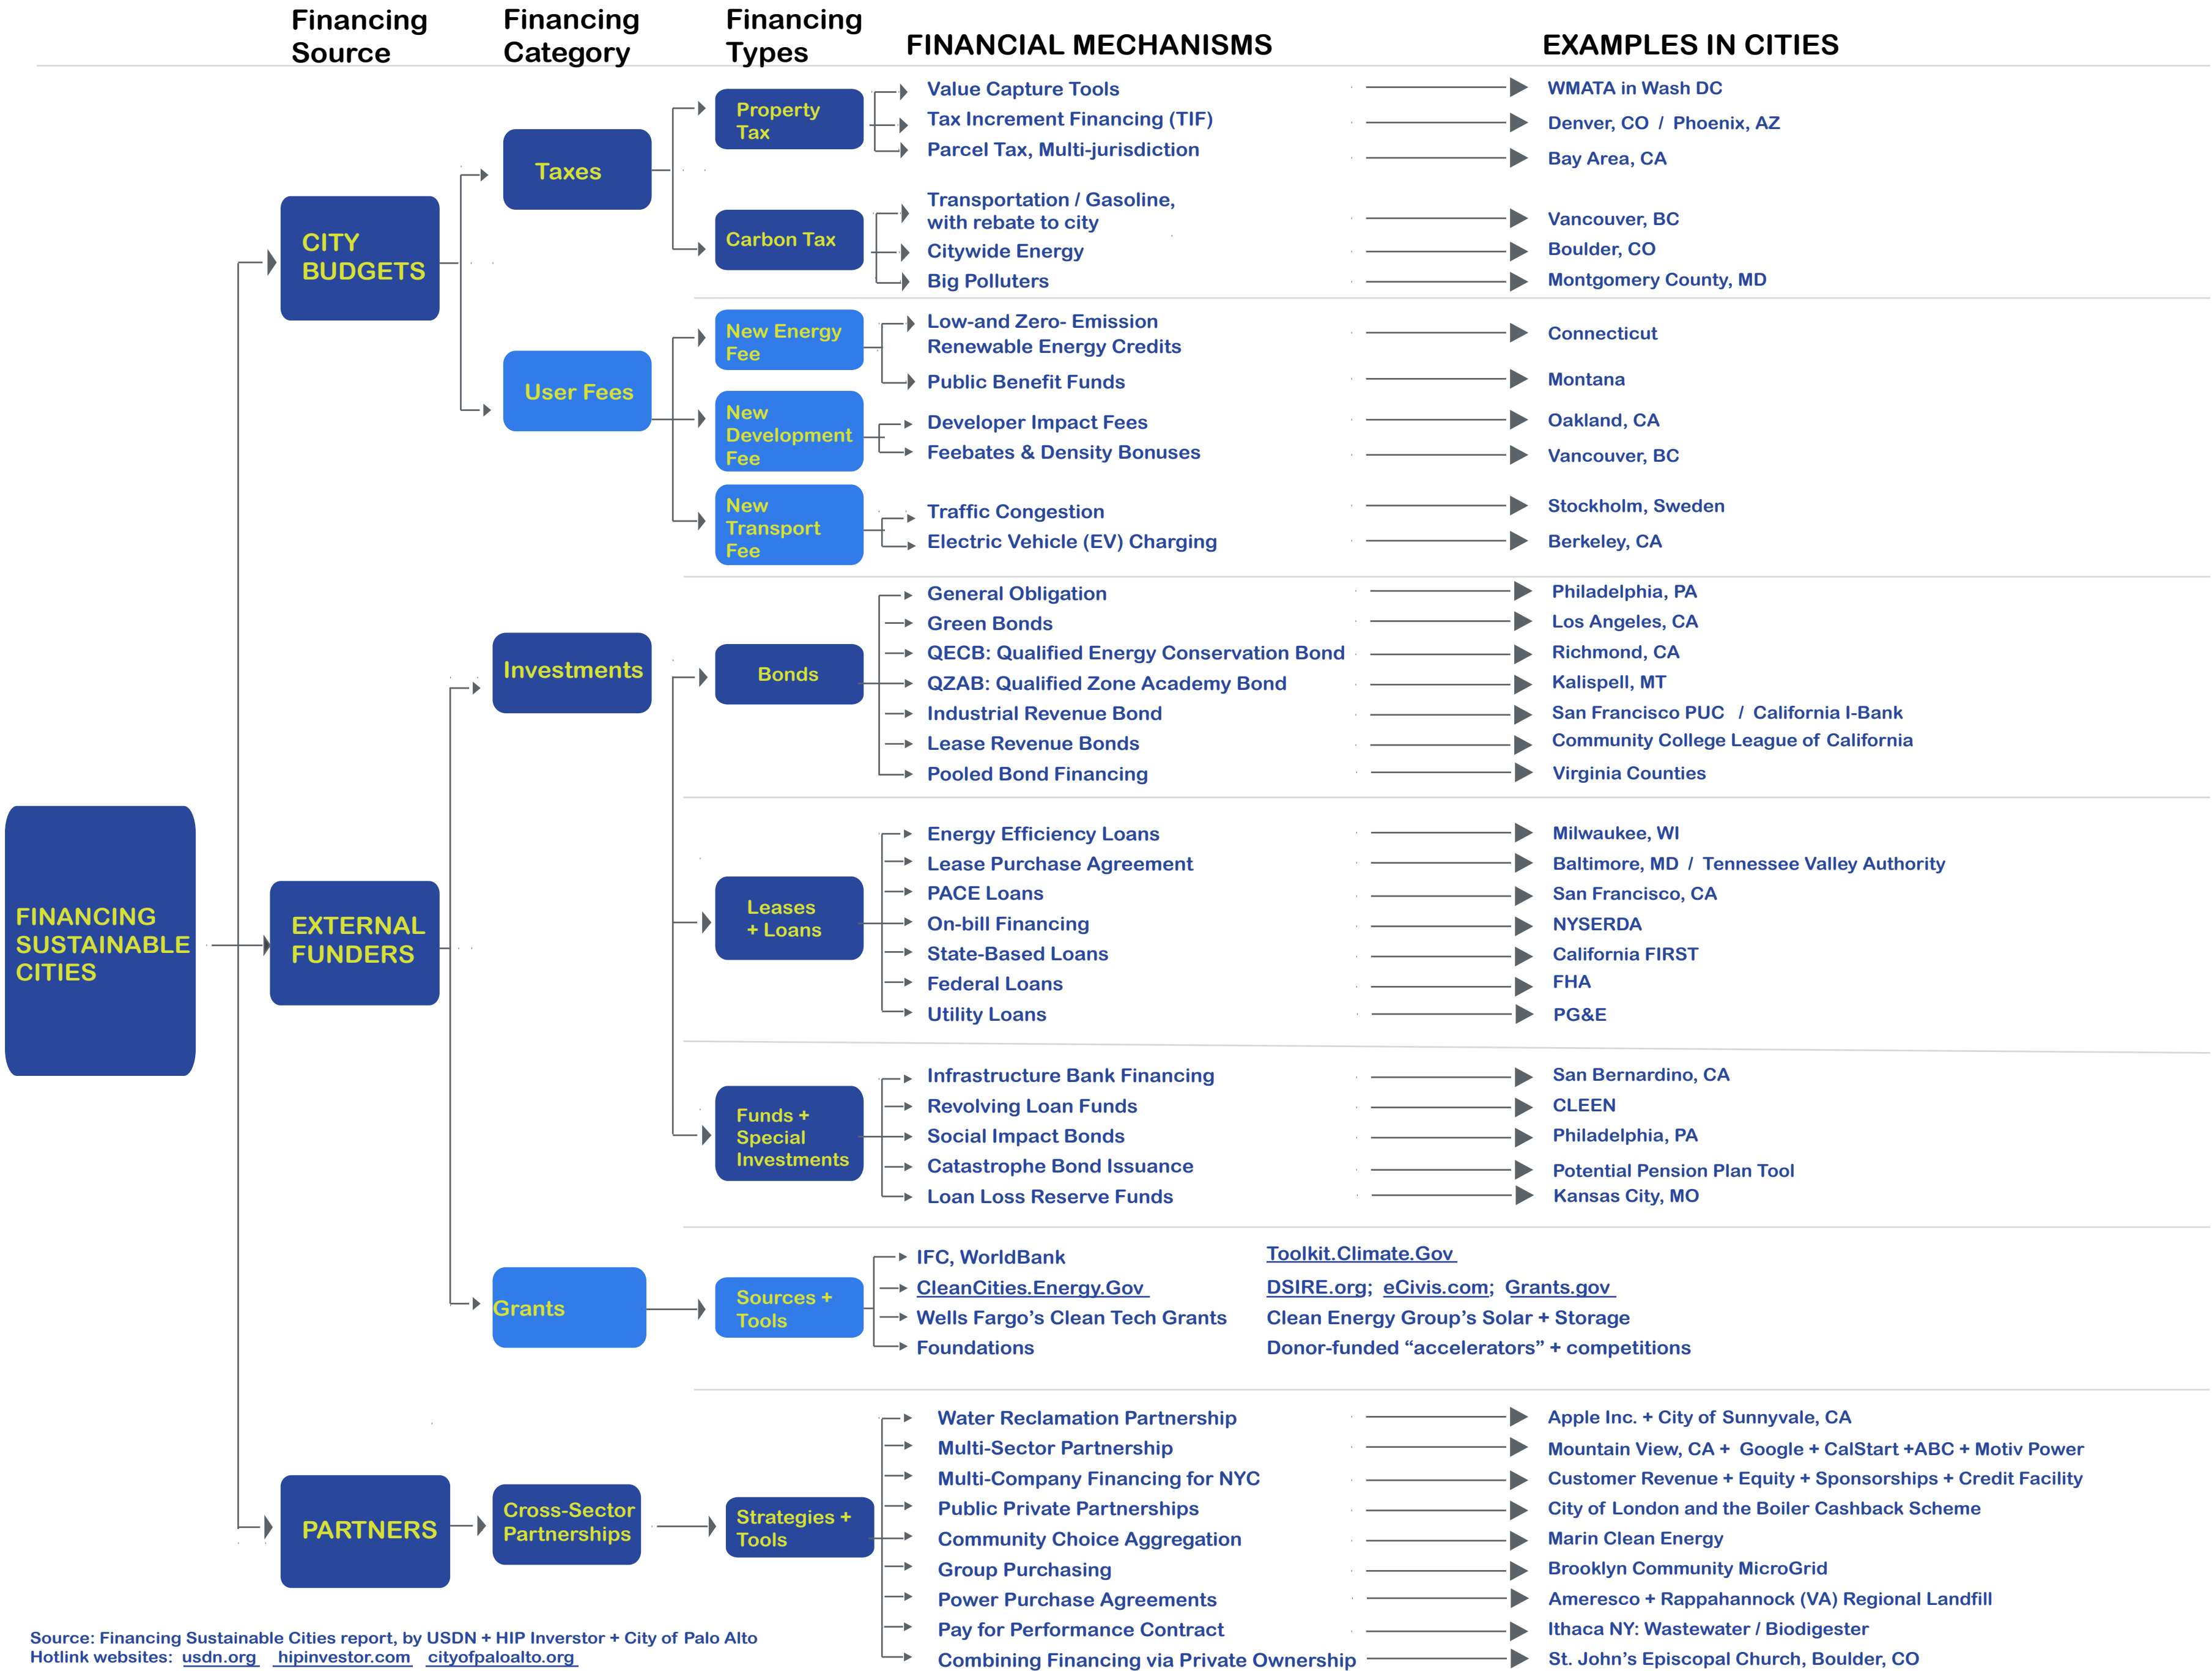 Financing Source
Financing Category
Financing Types
FINANCIAL MECHANISMS
EXAMPLES IN CITIES
FINANCING
SUSTAINABLE
CITIES
CITY
BUDGETS
Taxes
Property
Tax
Value Capture Tools
WMATA in Wash DC
Tax Increment Financing (TIF)
Denver, CO / Phoenix, AZ
Parcel Tax, Multi-jurisdiction
Bay Area, CA
Carbon Tax
Transportation / Gasoline,
with rebate to city
Vancouver, BC
Citywide Energy
Boulder, CO
Big Polluters
Montgomery County, MD
User Fees
New Energy
Fee
Low-and Zero- Emission
Renewable Energy Credits
Connecticut
Public Benefit Funds
Montana
New
Development
Fee
Developer Impact Fees
Oakland, CA
Feebates & Density Bonuses
Vancouver, BC
New
Transport
Fee
Traffic Congestion
Stockholm, Sweden
Electric Vehicle (EV) Charging
Berkeley, CA
EXTERNAL
FUNDERS
Investments
Bonds
General Obligation
Philadelphia, PA
Green Bonds
Los Angeles, CA
QECB: Qualified Energy Conservation Bond
Richmond, CA
QZAB: Qualified Zone Academy Bond
Kalispell, MT
Industrial Revenue Bond
San Francisco PUC / California I-Bank
Lease Revenue Bonds
Community College League of California
Pooled Bond Financing
Virginia Counties
Leases
+ Loans
Energy Efficiency Loans
Milwaukee, WI
Lease Purchase Agreement
Baltimore, MD / Tennessee Valley Authority
PACE Loans
San Francisco, CA
On-bill Financing
NYSERDA
State-Based Loans
California FIRST
Federal Loans
FHA
Utility Loans
PG&E
Funds +
Special
Investments
Infrastructure Bank Financing
San Bernardino, CA
Revolving Loan Funds
CLEEN
Social Impact Bonds
Philadelphia, PA
Catastrophe Bond Issuance
Potential Pension Plan Tool
Loan Loss Reserve Funds
Kansas City, MO
Grants
Sources +
Tools
IFC, WorldBank
Toolkit.Climate.Gov
CleanCities.Energy.Gov
DSIRE.org; eCivis.com; Grants.gov
Wells Fargo's Clean Tech Grants
Clean Energy Group's Solar + Storage
Foundations
Donor-funded “accelerators” + competitions
PARTNERS
Cross-Sector
Partnerships
Strategies +
Tools
Water Reclamation Partnership
Apple Inc. + City of Sunnyvale, CA
Multi-Sector Partnership
Mountain View, CA + Google + CalStart +ABC + Motiv Power
Multi-Company Financing for NYC
Customer Revenue + Equity + Sponsorships + Credit Facility
Public Private Partnerships
City of London and the Boiler Cashback Scheme
Community Choice Aggregation
Marin Clean Energy
Group Purchasing
Brooklyn Community MicroGrid
Power Purchase Agreements
Ameresco + Rappahannock (VA) Regional Landfill
Pay for Performance Contract
Ithaca NY: Wastewater / Biodigester
Combining Financing via Private Ownership
St. John's Episcopal Church, Boulder, CO
Source: Financing Sustainable Cities report, by USDN + HIP Inverstor + City of Palo Alto
Hotlink websites: usdn.org hipinvestor.com cityofpaloalto.org